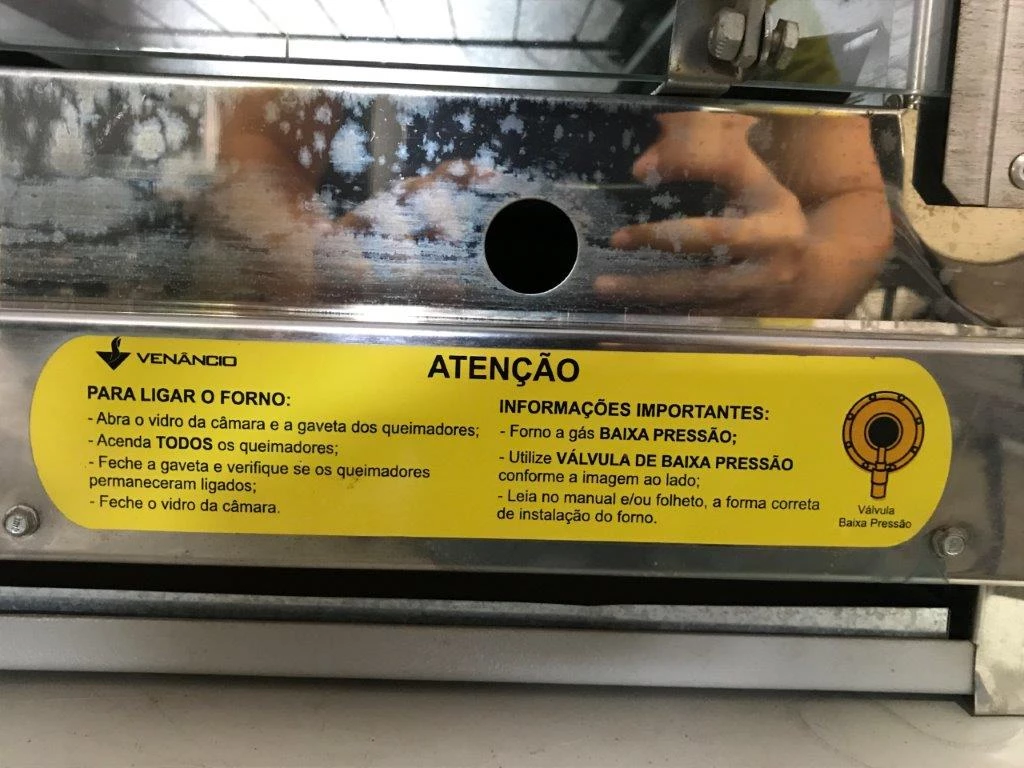 VENÂNCIO
ATENÇÃO
PARA LIGAR O FORNO:
- Abra o vidro da câmara e a gaveta dos queimadores;
- Acenda TODOS os queimadores;
- Feche a gaveta e verifique se os queimadores
permaneceram ligados;
- Feche o vidro da câmara.
INFORMAÇÕES IMPORTANTES:
- Forno a gás BAIXA PRESSÃO;
- Utilize VÁLVULA DE BAIXA PRESSÃO
conforme a imagem ao lado;
- Leia no manual e/ou folheto, a forma correta
de instalação do forno.
Válvula
Baixa Pressão